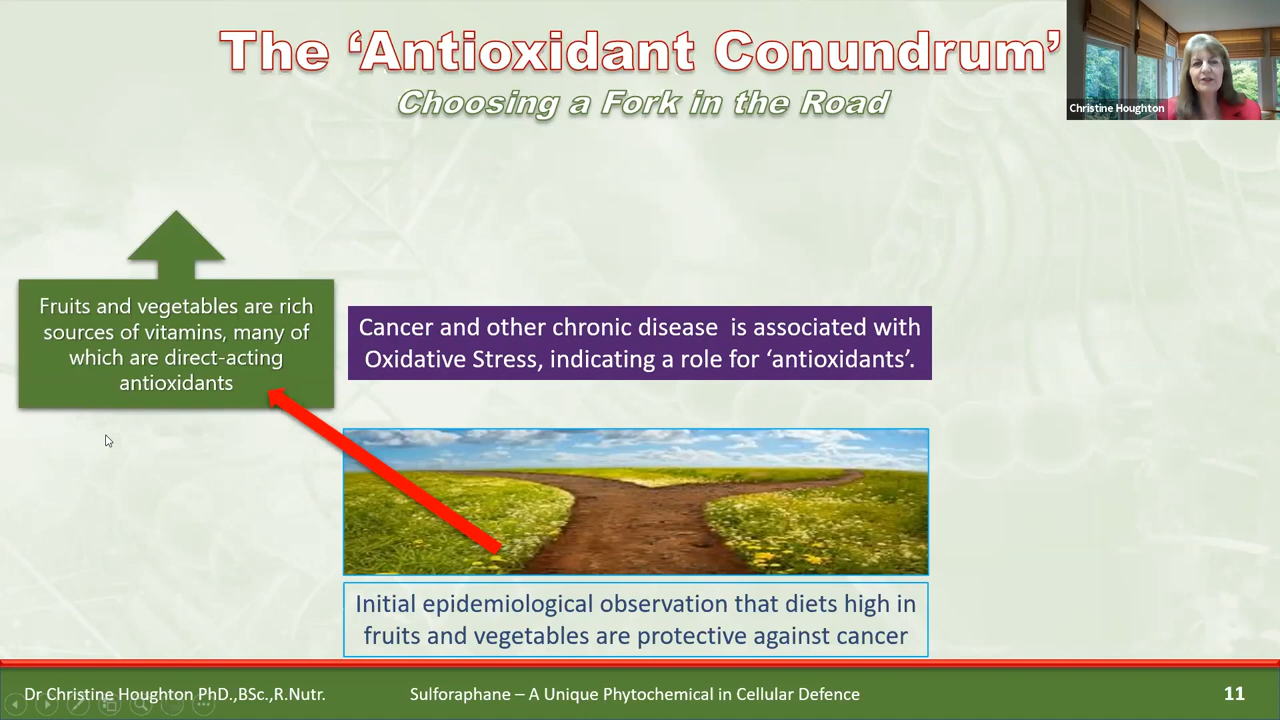 The ‘Antioxidant Conundrum’
Choosing a Fork in the Road
Christine Houghton
Fruits and vegetables are rich
sources of vitamins, many of
which are direct-acting
antioxidants
Cancer and other chronic disease is associated with
Oxidative Stress, indicating a role for ‘antioxidants’.
Initial epidemiological observation that diets high in
fruits and vegetables are protective against cancer
Dr Christine Houghton PhD.,BSc.,R.Nutr.
Sulforaphane – A Unique Phytochemical in Cellular Defence
11